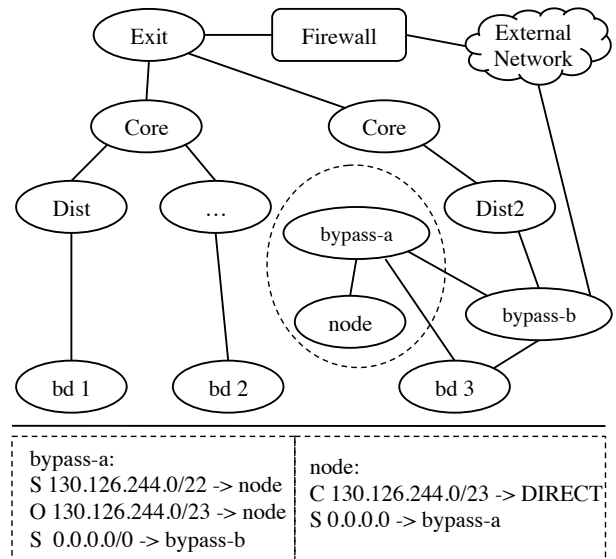 Exit
Firewall
External
Network
Core
Core
Dist
…
Dist2
bypass-a
bypass-b
node
bd 1
bd 2
bd 3
bypass-a:
S 130.126.244.0/22 -> node
O 130.126.244.0/23 -> node
S 0.0.0.0/0 -> bypass-b
node:
C 130.126.244.0/23 -> DIRECT
S 0.0.0.0 -> bypass-a